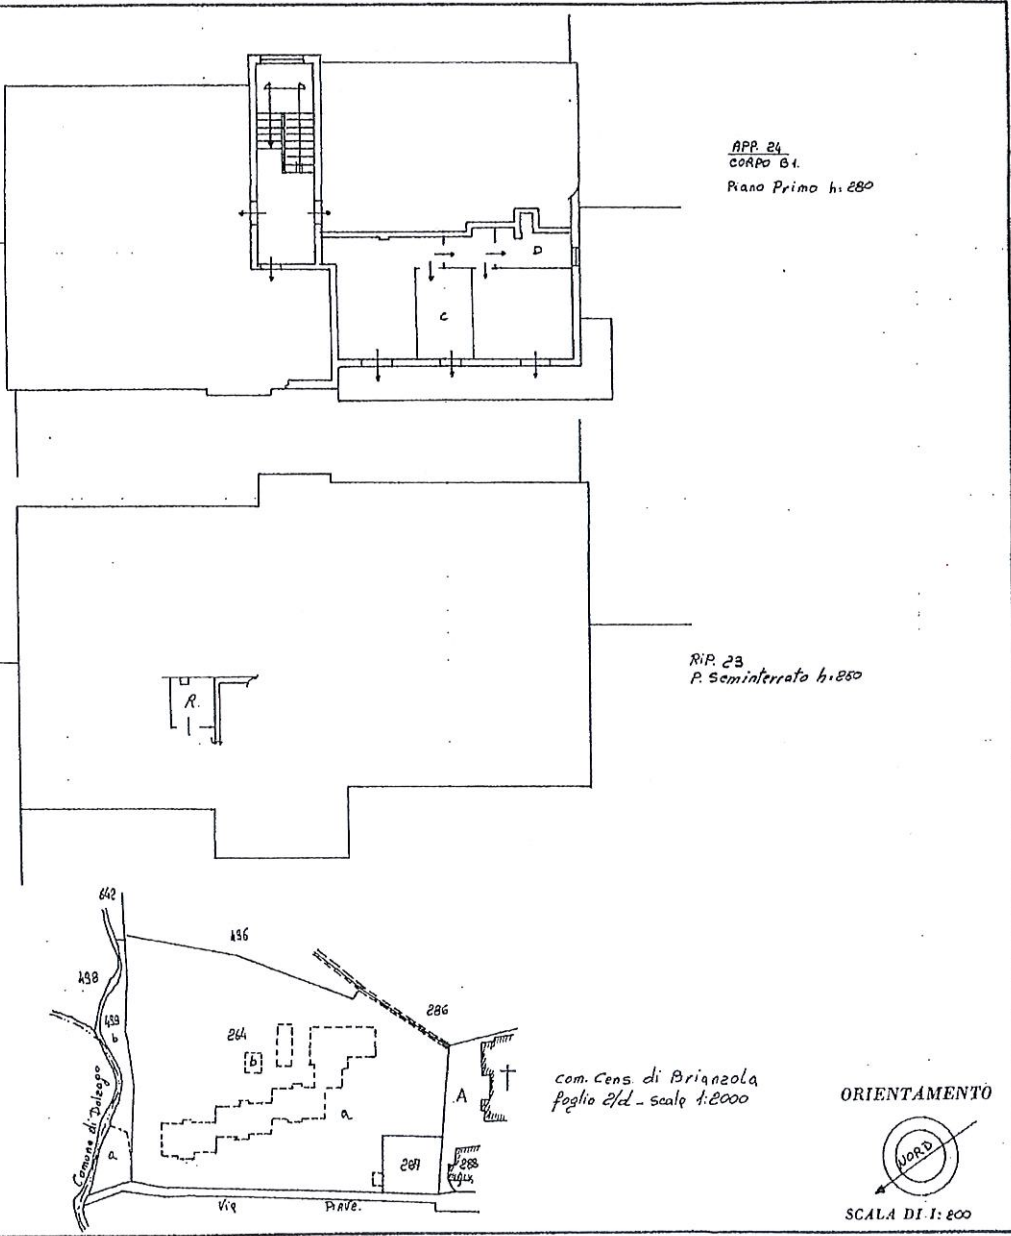 APP. 24
CORPO B1.
Piano Primo h: 280
D
C
RIP. 23
P. Seminterrato h: 250
R.
642
496
498
499
b
286
264
b
a
A
Comune di Dolzago
a
287
288
Via PIAVE.
Com. Cens. di Brianzola
foglio 2/d - scala 1:2000
ORIENTAMENTO
NORD
SCALA DI 1: 200